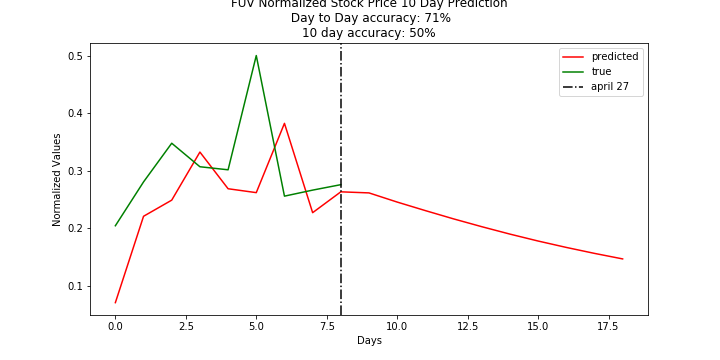 FUV Normalized Stock Price 10 Day Prediction
Day to Day accuracy: 71%
10 day accuracy: 50%
predicted
true
april 27
Normalized Values
0.5
0.4
0.3
0.2
0.1
0.0 2.5 5.0 7.5 10.0 12.5 15.0 17.5
Days